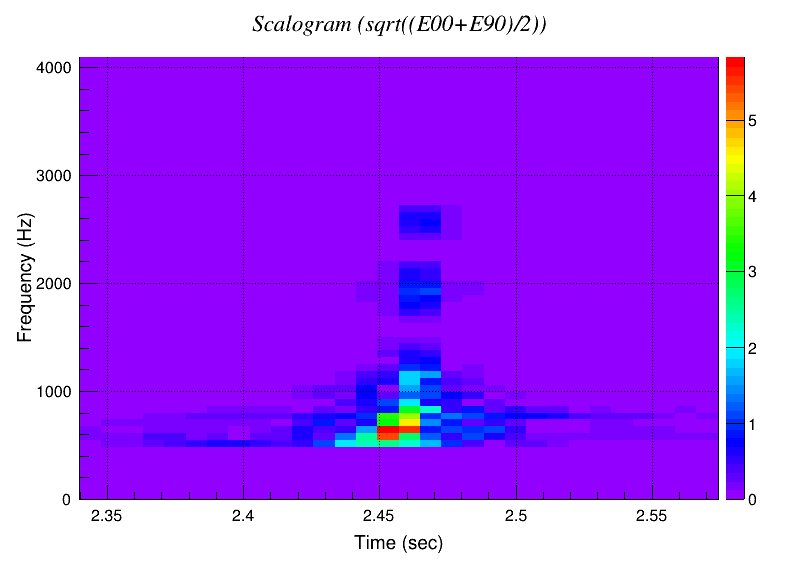 Scalogram (sqrt((E00+E90)/2))
Frequency (Hz)
4000
3000
2000
1000
0
2.35 2.4 2.45 2.5 2.55
Time (sec)
5
4
3
2
1
0